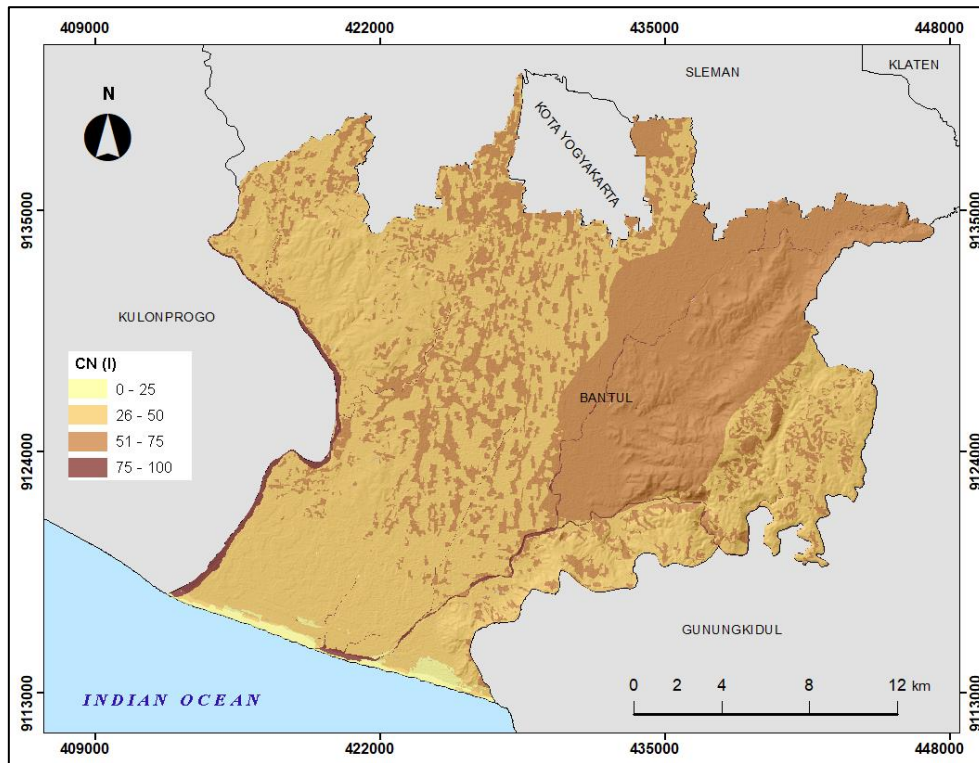 409000 422000 435000 448000
KLATEN
SLEMAN
N
KOTA YOGYAKARTA
9135000 9135000
KULONPROGO
CN (I)
0 - 25
26 - 50
51 - 75
75 - 100
BANTUL
9124000 9124000
GUNUNGKIDUL
0 2 4 8 12 km
INDIAN OCEAN
9113000 9113000
409000 422000 435000 448000